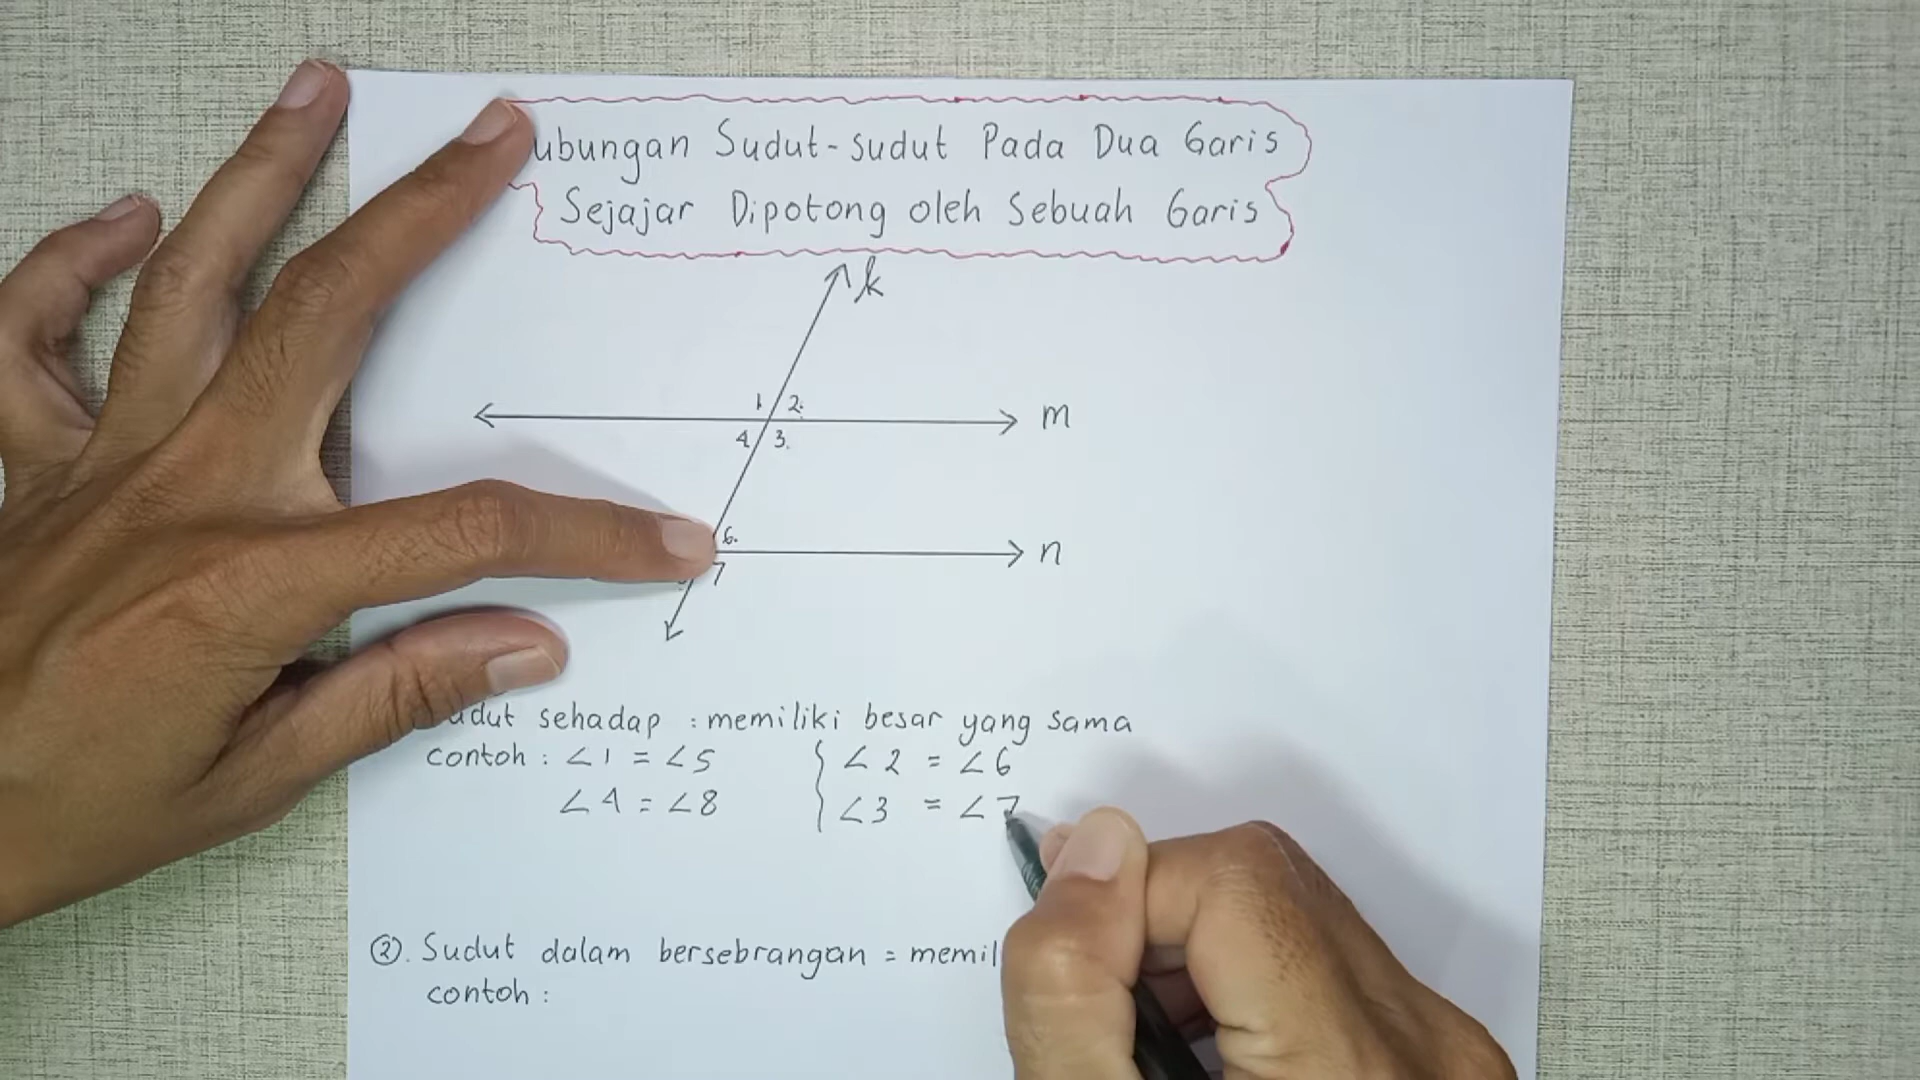 ubungan Sudut-sudut Pada Dua Garis
Sejajar Dipotong oleh Sebuah Garis
k
1. 2.
m
4. 3.
6.
n
7
udut sehadap : memiliki besar yang sama
contoh : ∠1 = ∠5 { ∠2 = ∠6
∠4 = ∠8 ∠3 = ∠7
②. Sudut dalam bersebrangan = memil
contoh :